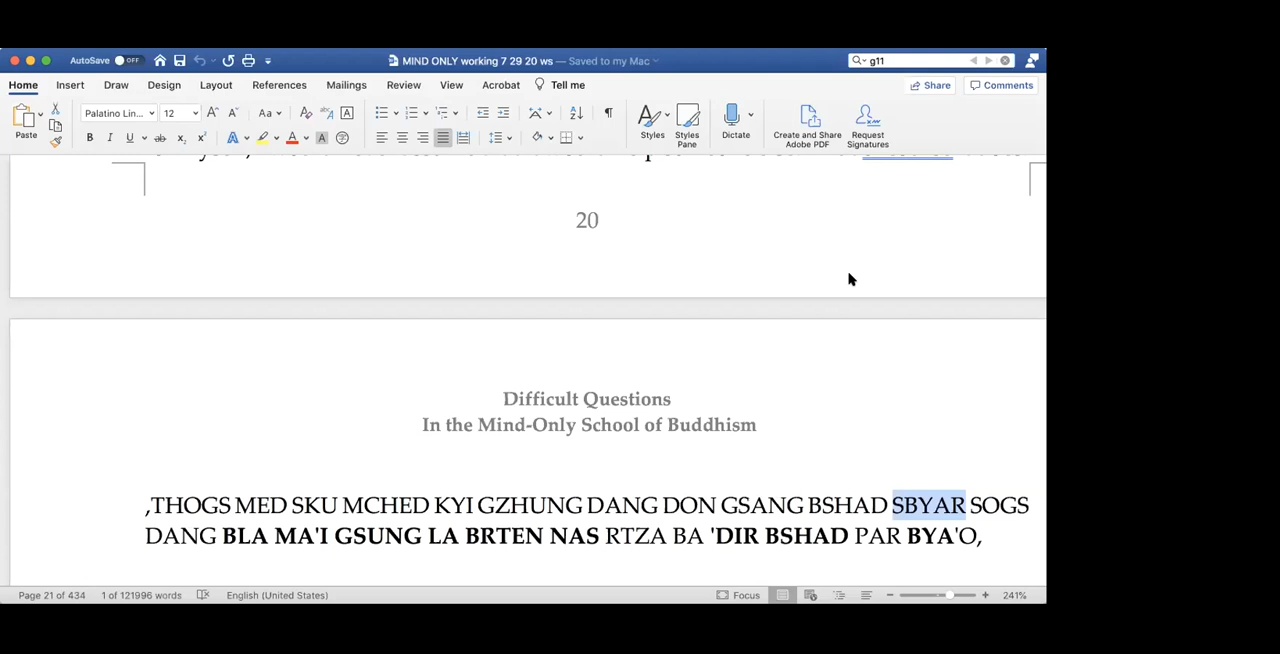 AutoSave OFF MIND ONLY working 7 29 20 ws — Saved to my Mac g11
Home Insert Draw Design Layout References Mailings Review View Acrobat Tell me Share Comments
Paste Palatino Lin... 12 Styles Styles Pane Dictate Create and Share Adobe PDF Request Signatures
20
Difficult Questions
In the Mind-Only School of Buddhism
,THOGS MED SKU MCHED KYI GZHUNG DANG DON GSANG BSHAD SBYAR SOGS
DANG BLA MA'I GSUNG LA BRTEN NAS RTZA BA 'DIR BSHAD PAR BYA'O,
Page 21 of 434 1 of 121996 words English (United States) Focus 241%